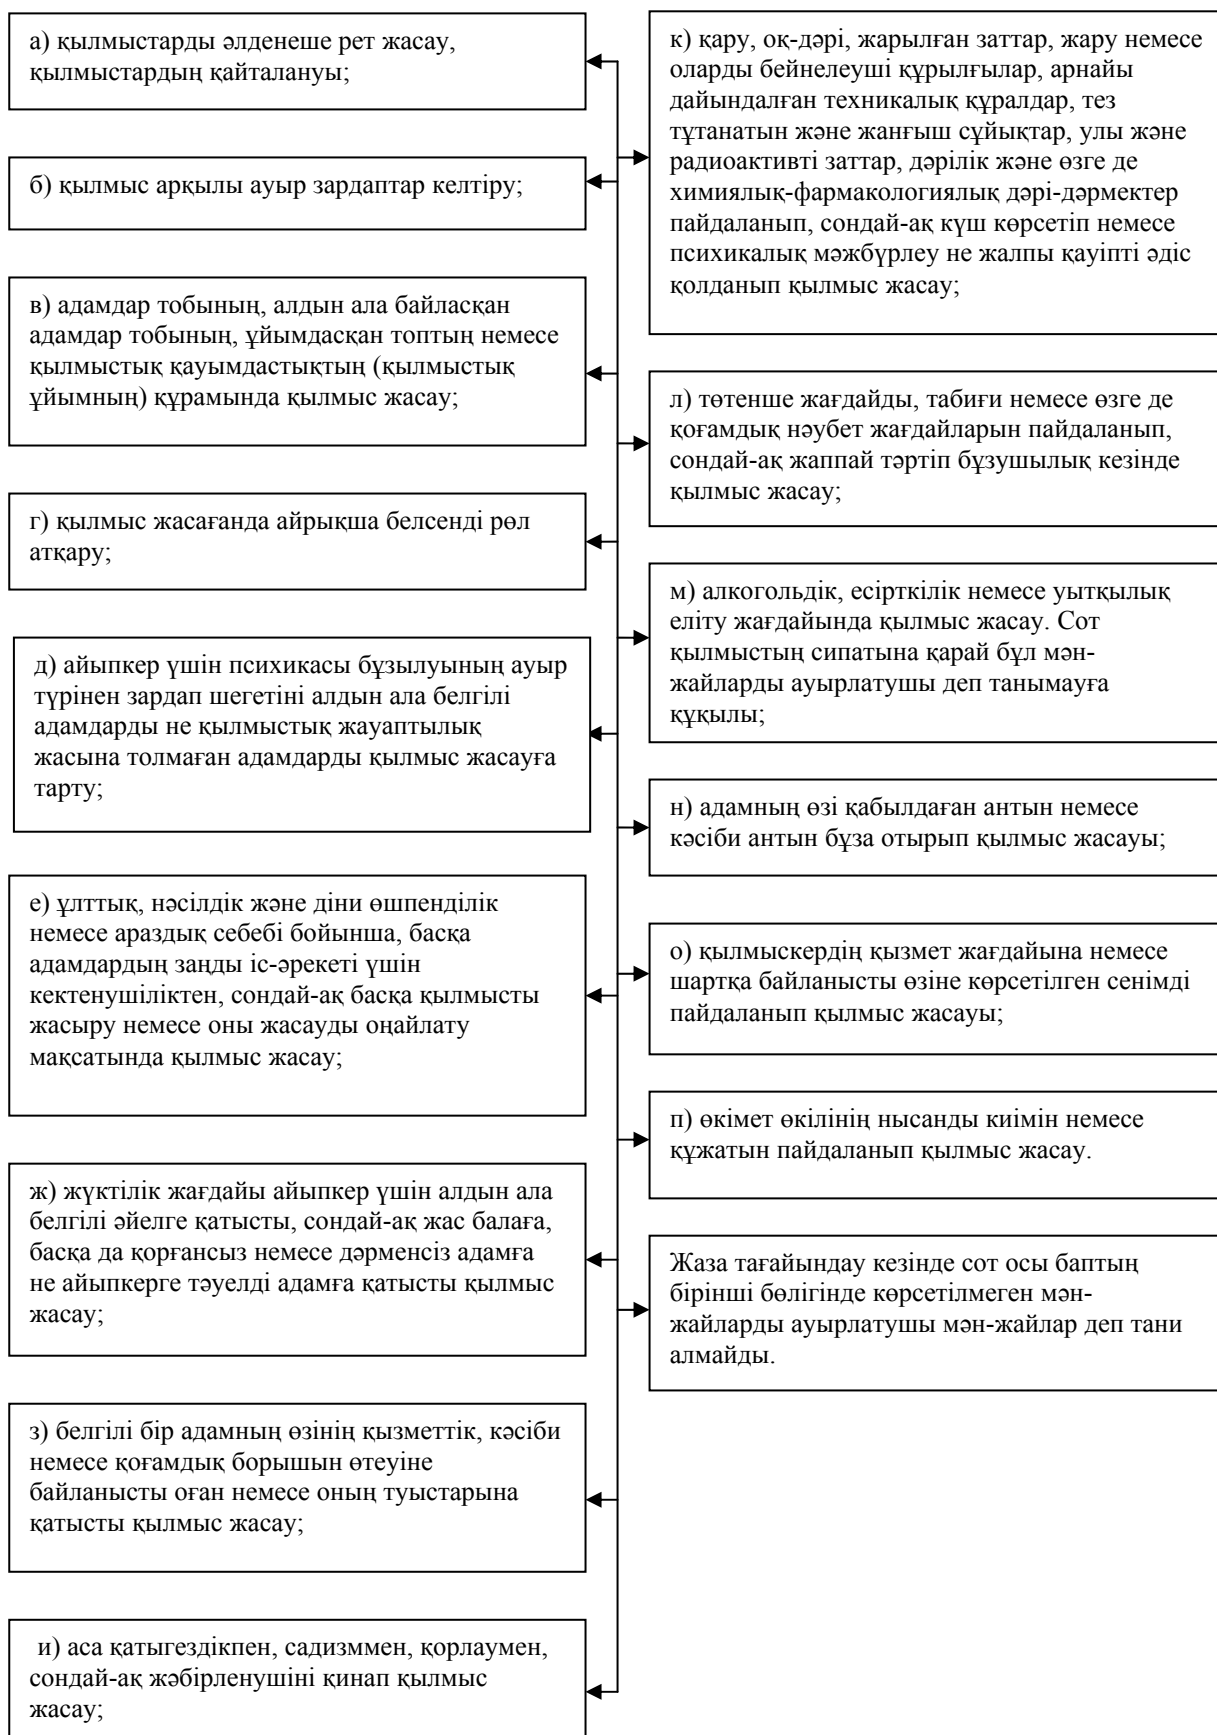 а) қылмыстарды әлденеше рет жасау,
қылмыстардың қайталануы;
б) қылмыс арқылы ауыр зардаптар келтіру;
в) адамдар тобының, алдын ала байласқан
адамдар тобының, ұйымдасқан топтың немесе
қылмыстық қауымдастықтың (қылмыстық
ұйымның) құрамында қылмыс жасау;
г) қылмыс жасағанда айрықша белсенді рөл
атқару;
д) айыпкер үшін психикасы бұзылуының ауыр
түрінен зардап шегетіні алдын ала белгілі
адамдарды не қылмыстық жауаптылық
жасына толмаған адамдарды қылмыс жасауға
тарту;
е) ұлттық, нәсілдік және діни өшпенділік
немесе араздық себебі бойынша, басқа
адамдардың заңды іс-әрекеті үшін
кектенушіліктен, сондай-ақ басқа қылмысты
жасыру немесе оны жасауды оңайлату
мақсатында қылмыс жасау;
ж) жүктілік жағдайы айыпкер үшін алдын ала
белгілі әйелге қатысты, сондай-ақ жас балаға,
басқа да қорғансыз немесе дәрменсіз адамға
не айыпкерге тәуелді адамға қатысты қылмыс
жасау;
з) белгілі бір адамның өзінің қызметтік, кәсіби
немесе қоғамдық борышын өтеуіне
байланысты оған немесе оның туыстарына
қатысты қылмыс жасау;
и) аса қатыгездікпен, садизммен, қорлаумен,
сондай-ақ жәбірленушіні қинап қылмыс
жасау;
к) қару, оқ-дәрі, жарылған заттар, жару немесе
оларды бейнелеуші құрылғылар, арнайы
дайындалған техникалық құралдар, тез
тұтанатын және жанғыш сұйықтар, улы және
радиоактивті заттар, дәрілік және өзге де
химиялық-фармакологиялық дәрі-дәрмектер
пайдаланып, сондай-ақ күш көрсетіп немесе
психикалық мәжбүрлеу не жалпы қауіпті әдіс
қолданып қылмыс жасау;
л) төтенше жағдайды, табиғи немесе өзге де
қоғамдық нәубет жағдайларын пайдаланып,
сондай-ақ жаппай тәртіп бұзушылық кезінде
қылмыс жасау;
м) алкогольдік, есірткілік немесе уытқылық
еліту жағдайында қылмыс жасау. Сот
қылмыстың сипатына қарай бұл мән-
жайларды ауырлатушы деп танымауға
құқылы;
н) адамның өзі қабылдаған антын немесе
кәсіби антын бұза отырып қылмыс жасауы;
о) қылмыскердің қызмет жағдайына немесе
шартқа байланысты өзіне көрсетілген сенімді
пайдаланып қылмыс жасауы;
п) өкімет өкілінің нысанды киімін немесе
құжатын пайдаланып қылмыс жасау.
Жаза тағайындау кезінде сот осы баптың
бірінші бөлігінде көрсетілмеген мән-
жайларды ауырлатушы мән-жайлар деп тани
алмайды.